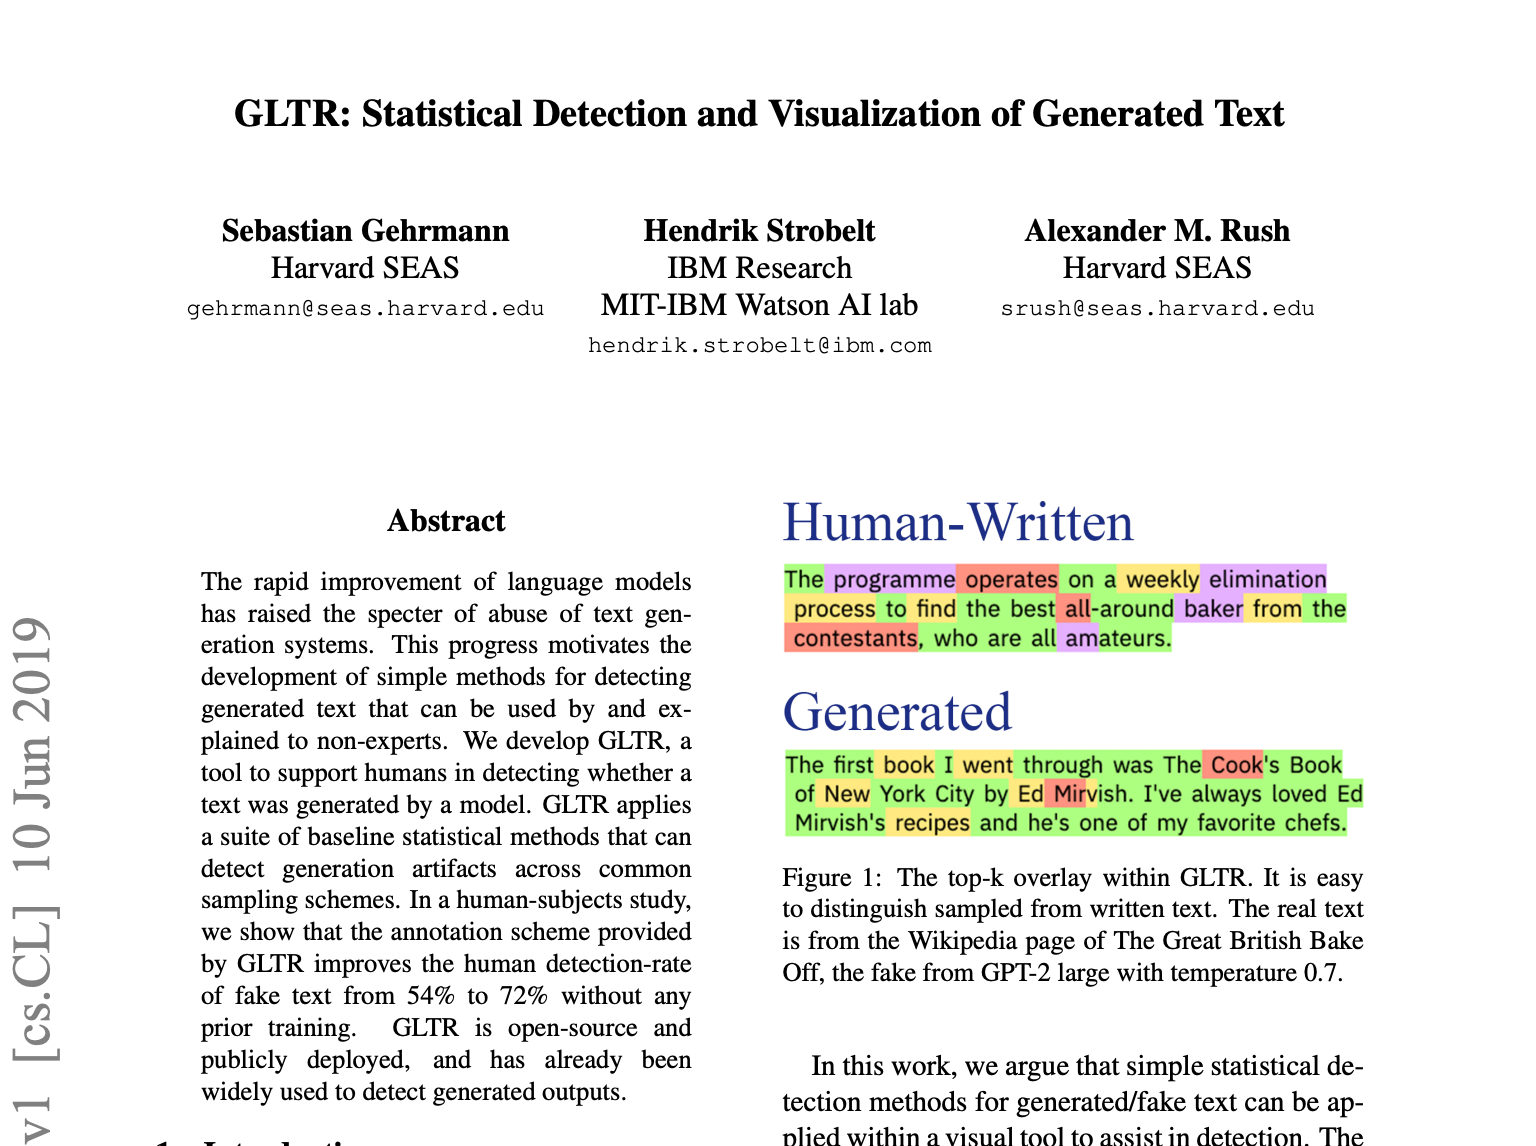 GLTR: Statistical Detection and Visualization of Generated Text
Sebastian Gehrmann
Harvard SEAS
gehrmann@seas.harvard.edu
Hendrik Strobelt
IBM Research
MIT-IBM Watson AI lab
hendrik.strobelt@ibm.com
Alexander M. Rush
Harvard SEAS
srush@seas.harvard.edu
v1 [cs.CL] 10 Jun 2019
Abstract
The rapid improvement of language models
has raised the specter of abuse of text gen-
eration systems. This progress motivates the
development of simple methods for detecting
generated text that can be used by and ex-
plained to non-experts. We develop GLTR, a
tool to support humans in detecting whether a
text was generated by a model. GLTR applies
a suite of baseline statistical methods that can
detect generation artifacts across common
sampling schemes. In a human-subjects study,
we show that the annotation scheme provided
by GLTR improves the human detection-rate
of fake text from 54% to 72% without any
prior training. GLTR is open-source and
publicly deployed, and has already been
widely used to detect generated outputs.
Human-Written
The programme operates on a weekly elimination
process to find the best all-around baker from the
contestants, who are all amateurs.
Generated
The first book I went through was The Cook's Book
of New York City by Ed Mirvish. I've always loved Ed
Mirvish's recipes and he's one of my favorite chefs.
Figure 1: The top-k overlay within GLTR. It is easy
to distinguish sampled from written text. The real text
is from the Wikipedia page of The Great British Bake
Off, the fake from GPT-2 large with temperature 0.7.
In this work, we argue that simple statistical de-
tection methods for generated/fake text can be ap-
plied within a visual tool to assist in detection. The